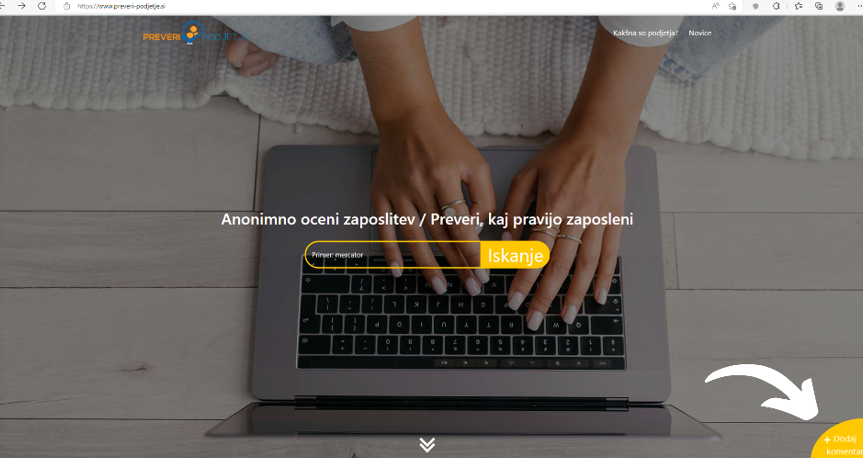 https://www.preveri-podjetje.si
PREVERI PODJETJE
Kakšna so podjetja? Novice
Anonimno oceni zaposlitev / Preveri, kaj pravijo zaposleni
Primer: mercator
Iskanje
+ Dodaj
komentar